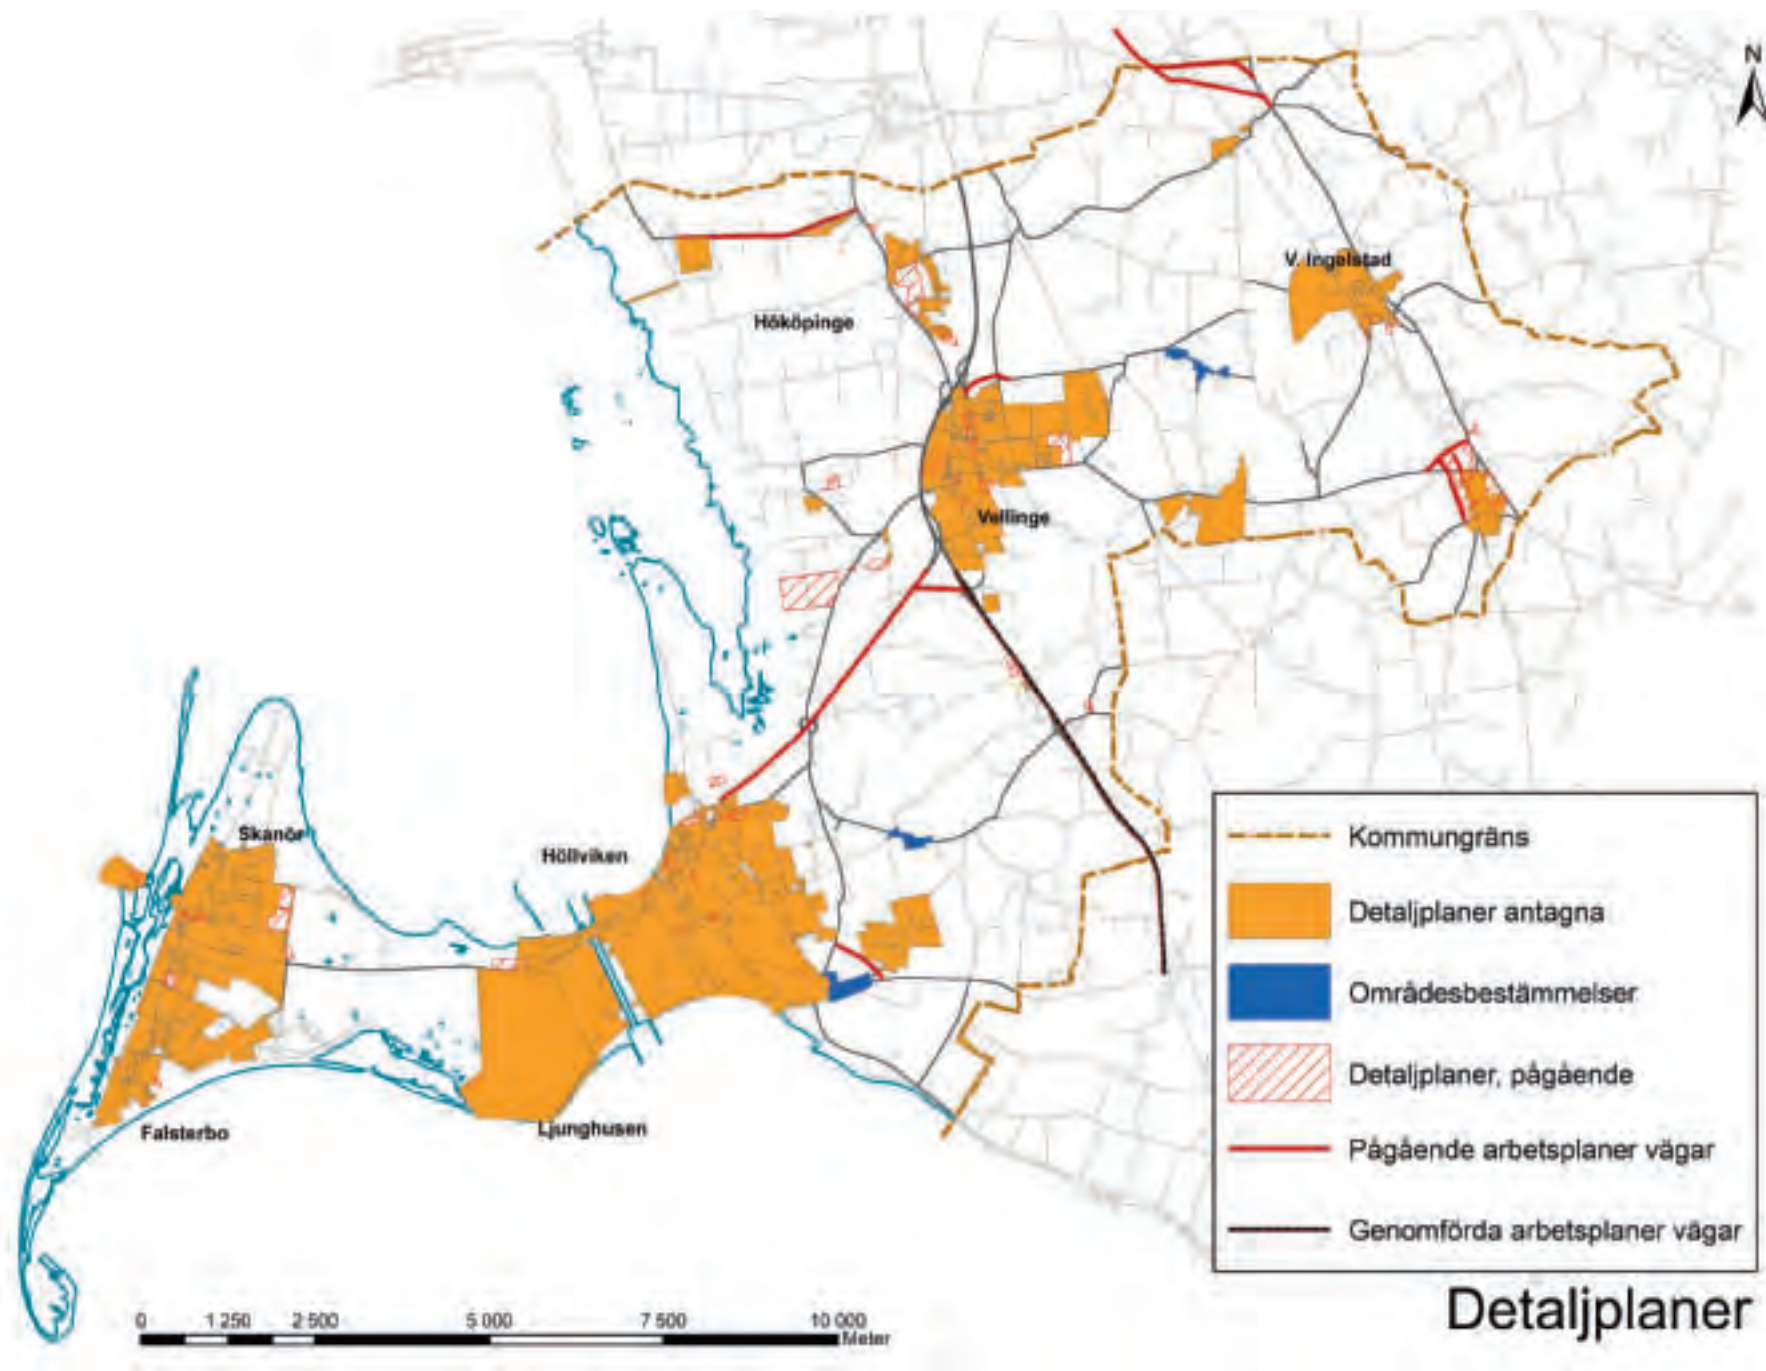 N
V. Ingelstad
Hököpinge
Vellinge
Skanör
Höllviken
Falsterbo
Ljunghusen
Kommungräns
Detaljplaner antagna
Områdesbestämmelser
Detaljplaner, pågående
Pågående arbetsplaner vägar
Genomförda arbetsplaner vägar
0 1 250 2 500 5 000 7 500 10 000
Meter
Detaljplaner